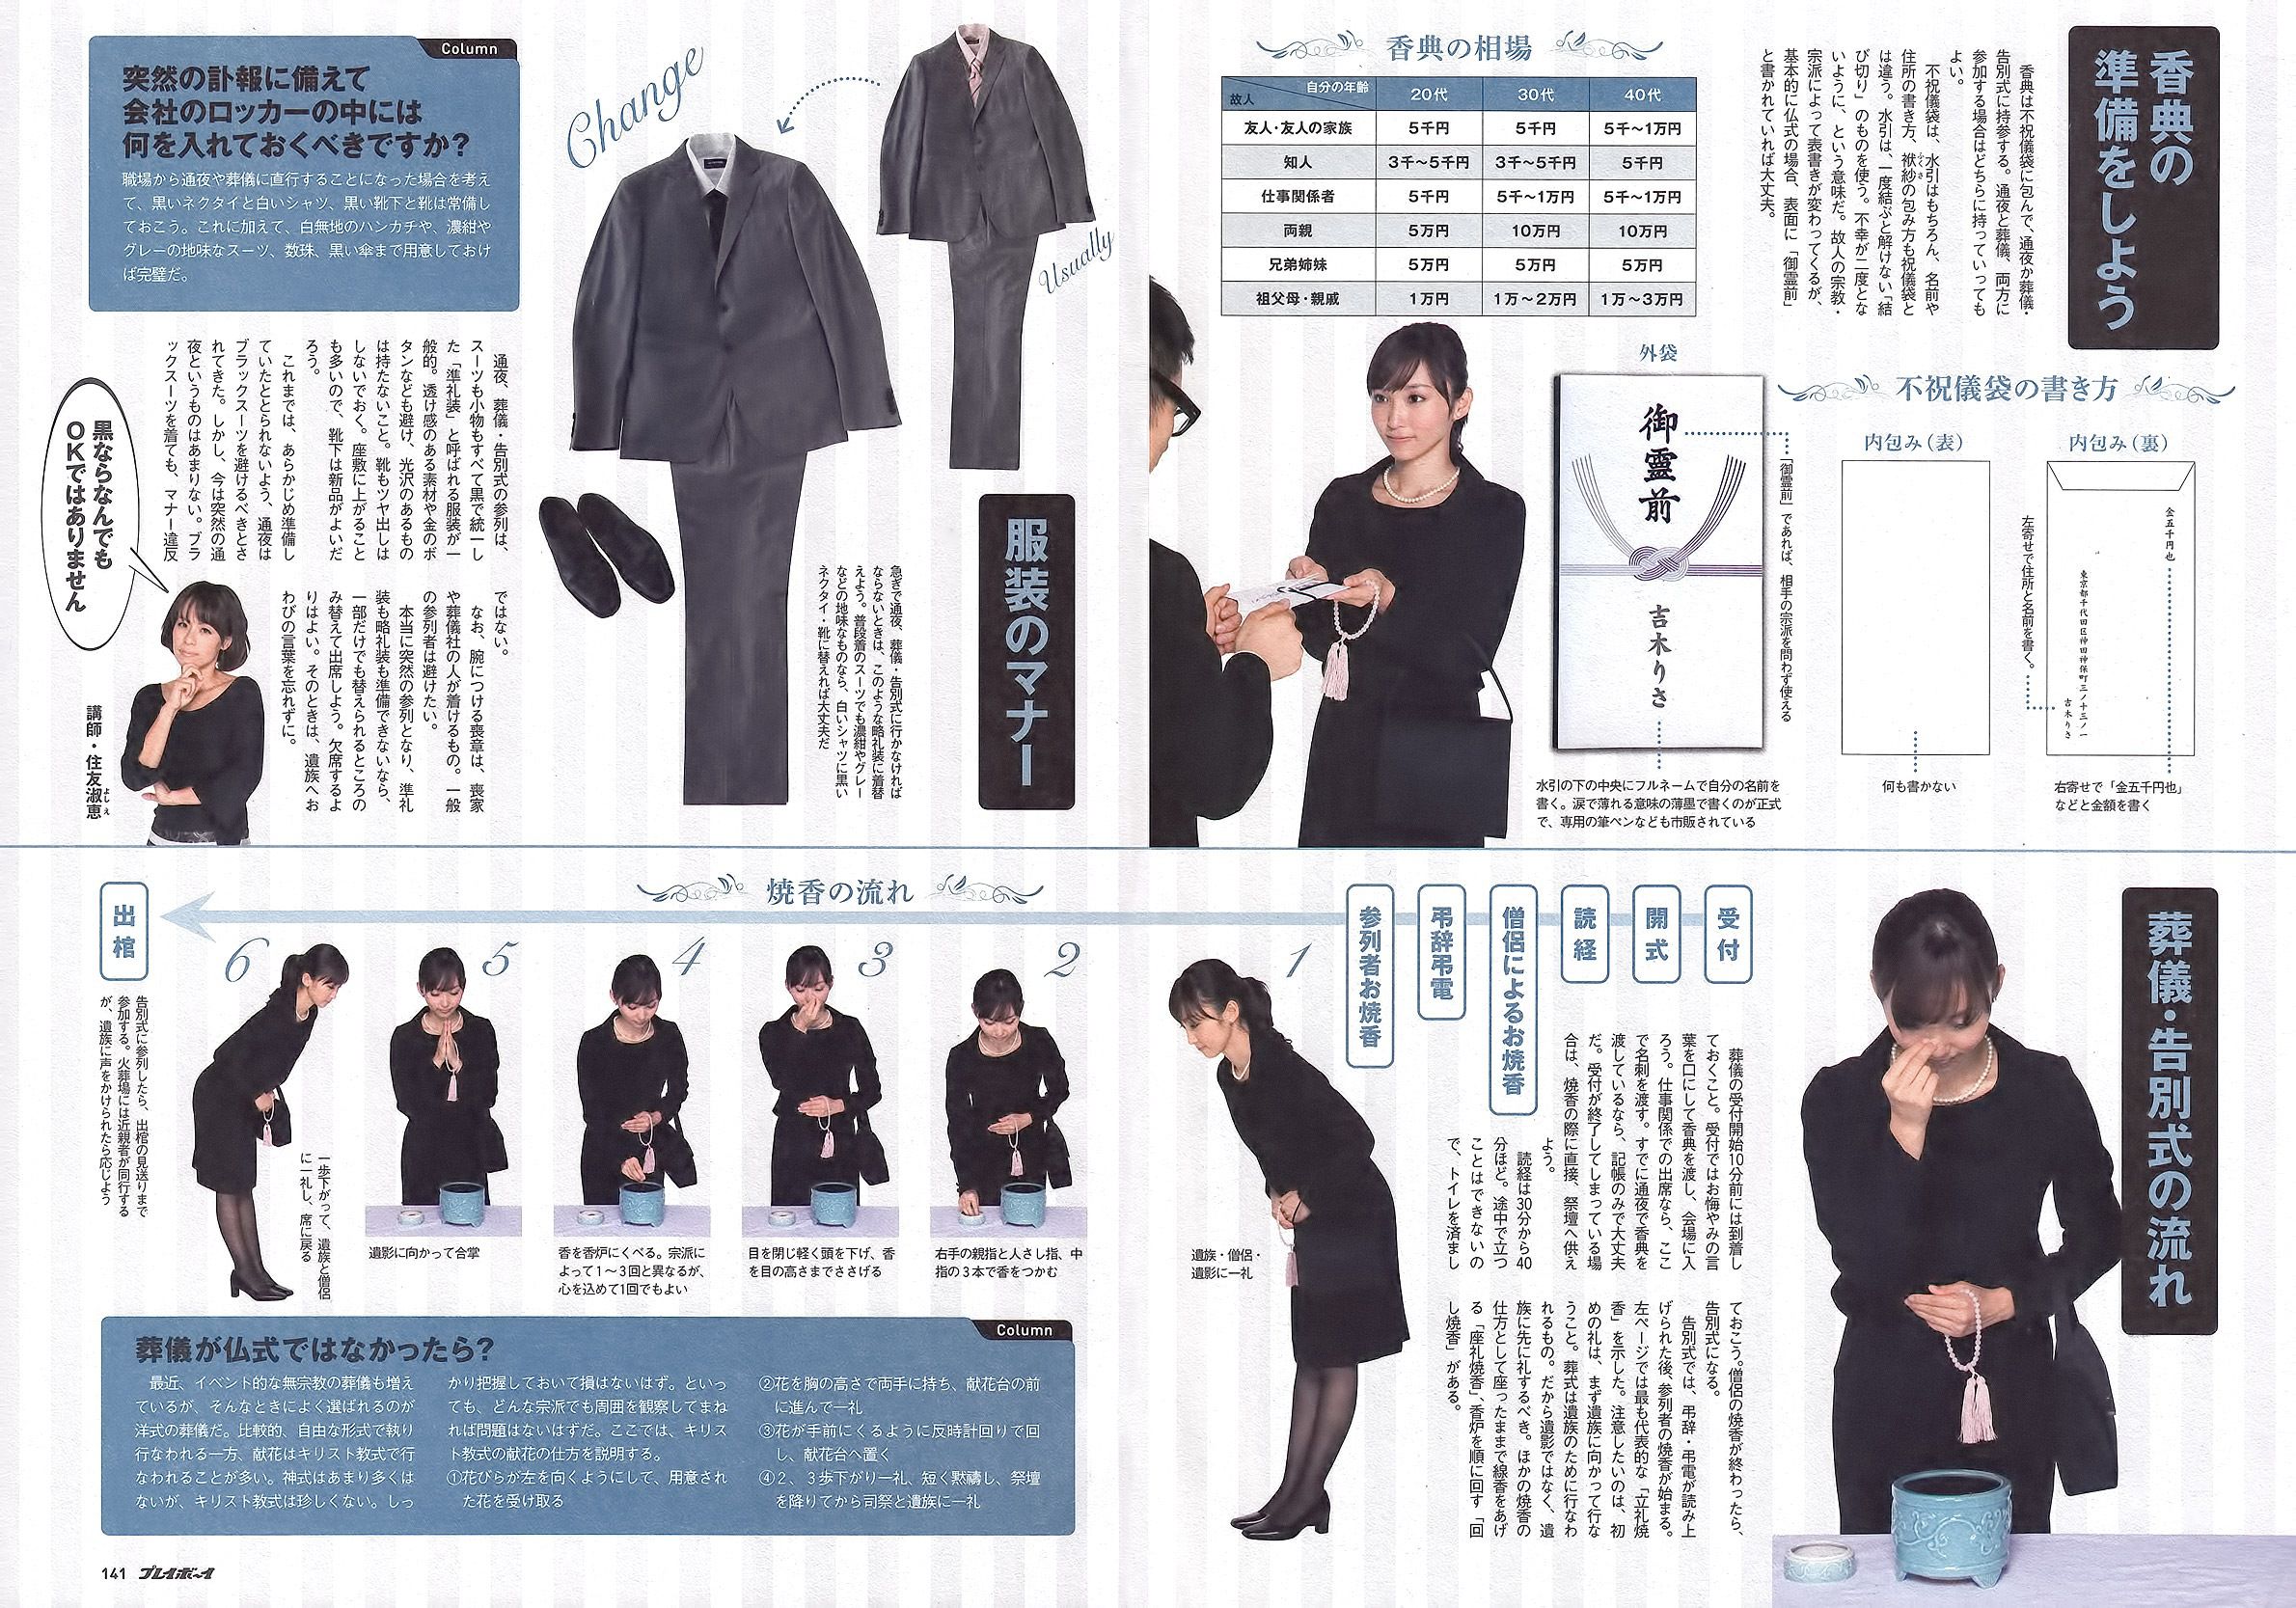 香典の
準備をしよう
香典は不祝儀袋に包んで、通夜か葬儀・
告別式に持参する。通夜と葬儀、両方に
参加する場合はどちらに持っていっても
よい。
不祝儀袋は、水引はもちろん、名前や
住所の書き方、袱紗の包み方も祝儀袋と
ふくさ
は違う。水引は、一度結ぶと解けない「結
び切り」のものを使う。不幸が二度とな
いように、という意味だ。故人の宗教・
宗派によって表書きが変わってくるが、
基本的に仏式の場合、表面に「御霊前」
と書かれていれば大丈夫。
香典の相場
自分の年齢 故人 20代 30代 40代
友人・友人の家族 5千円 5千円 5千〜1万円
知人 3千〜5千円 3千〜5千円 5千円
仕事関係者 5千円 5千〜1万円 5千〜1万円
両親 5万円 10万円 10万円
兄弟姉妹 5万円 5万円 5万円
祖父母・親戚 1万円 1万〜2万円 1万〜3万円
不祝儀袋の書き方
内包み（裏）
金五千円也
東京都千代田区神田神保町三ノ十三ノ一
吉木りさ
左寄せで住所と名前を書く。
右寄せで「金五千円也」
などと金額を書く
内包み（表）
何も書かない
外袋
御霊前
吉木りさ
「御霊前」であれば、相手の宗派を問わず使える
水引の下の中央にフルネームで自分の名前を
書く。涙で薄れる意味の薄墨で書くのが正式
で、専用の筆ペンなども市販されている
服装のマナー
Change
Usually
急ぎで通夜、葬儀・告別式に行かなければ
ならないときは、このような略礼装に着替
えよう。普段着のスーツでも濃紺やグレー
などの地味なものなら、白いシャツに黒い
ネクタイ・靴に替えれば大丈夫だ
Column
突然の訃報に備えて
会社のロッカーの中には
何を入れておくべきですか？
職場から通夜や葬儀に直行することになった場合を考え
て、黒いネクタイと白いシャツ、黒い靴下と靴は常備し
ておこう。これに加えて、白無地のハンカチや、濃紺や
グレーの地味なスーツ、数珠、黒い傘まで用意しておけ
ば完璧だ。
通夜、葬儀・告別式の参列は、
スーツも小物もすべて黒で統一し
た「準礼装」と呼ばれる服装が一
般的。透け感のある素材や金のボ
タンなども避け、光沢のあるもの
は持たないこと。靴もツヤ出しは
しないでおく。座敷に上がること
も多いので、靴下は新品がよいだ
ろう。
これまでは、あらかじめ準備し
ていたととられないよう、通夜は
ブラックスーツを避けるべきとさ
れてきた。しかし、今は突然の通
夜というものはあまりない。ブラ
ックスーツを着ても、マナー違反
ではない。
なお、腕につける喪章は、喪家
や葬儀社の人が着けるもの。一般
の参列者は避けたい。
本当に突然の参列となり、準礼
装も略礼装も準備できないなら、
一部だけでも替えられるところの
み替えて出席しよう。欠席するよ
りはよい。そのときは、遺族へお
わびの言葉を忘れずに。
黒ならなんでも
OKではありません
講師・住友淑恵
よしえ
葬儀・告別式の流れ
受付
開式
読経
僧侶によるお焼香
弔辞弔電
参列者お焼香
葬儀の受付開始10分前には到着し
ておくこと。受付ではお悔やみの言
葉を口にして香典を渡し、会場に入
ろう。仕事関係での出席なら、ここ
で名刺を渡す。すでに通夜で香典を
渡しているなら、記帳のみで大丈夫
だ。受付が終了してしまっている場
合は、焼香の際に直接、祭壇へ供え
よう。
読経は30分から40
分ほど。途中で立つ
ことはできないの
で、トイレを済まし
ておこう。僧侶の焼香が終わったら、
告別式になる。
告別式では、弔辞・弔電が読み上
げられた後、参列者の焼香が始まる。
左ページでは最も代表的な「立礼焼
香」を示した。注意したいのは、初
めの礼は、まず遺族に向かって行な
うこと。葬式は遺族のために行なわ
れるもの。だから遺影ではなく、遺
族に先に礼するべき。ほかの焼香の
仕方として座ったままで線香をあげ
る「座礼焼香」、香炉を順に回す「回
し焼香」がある。
焼香の流れ
1
遺族・僧侶・
遺影に一礼
2
右手の親指と人さし指、中
指の3本で香をつかむ
3
目を閉じ軽く頭を下げ、香
を目の高さまでささげる
4
香を香炉にくべる。宗派に
よって1〜3回と異なるが、
心を込めて1回でもよい
5
遺影に向かって合掌
6
一歩下がって、遺族と僧侶
に一礼し、席に戻る
出棺
告別式に参列したら、出棺の見送りまで
参加する。火葬場には近親者が同行する
が、遺族に声をかけられたら応じよう
Column
葬儀が仏式ではなかったら？
最近、イベント的な無宗教の葬儀も増え
ているが、そんなときによく選ばれるのが
洋式の葬儀だ。比較的、自由な形式で執り
行なわれる一方、献花はキリスト教式で行
なわれることが多い。神式はあまり多くは
ないが、キリスト教式は珍しくない。しっ
かり把握しておいて損はないはず。といっ
ても、どんな宗派でも周囲を観察してまね
れば問題はないはずだ。ここでは、キリス
ト教式の献花の仕方を説明する。
①花びらが左を向くようにして、用意され
た花を受け取る
②花を胸の高さで両手に持ち、献花台の前
に進んで一礼
③花が手前にくるように反時計回りで回
し、献花台へ置く
④2、3歩下がり一礼、短く黙禱し、祭壇
を降りてから司祭と遺族に一礼
141 プレイボーイ